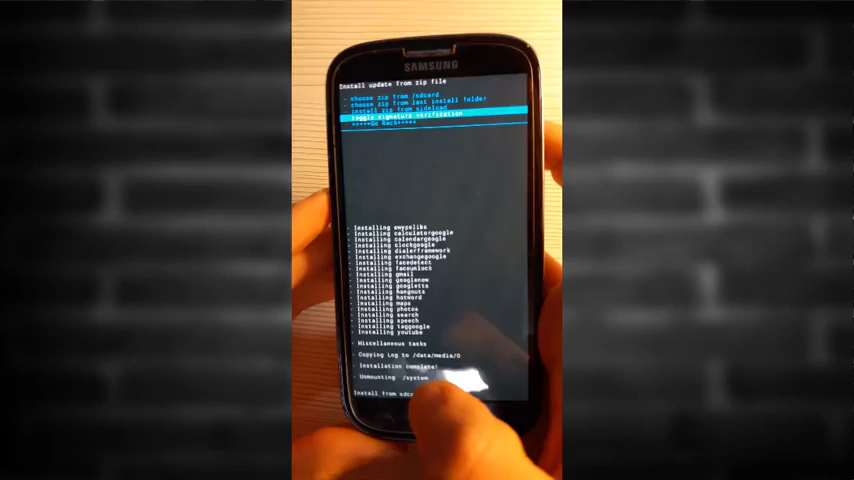 SAMSUNG
Install update from zip file
- choose zip from /sdcard
- choose zip from last install folder
- install zip from sideload
- toggle signature verification
- +++++Go Back+++++
- Installing
- Installing calculatorgoogle
- Installing calendargoogle
- Installing clockgoogle
- Installing dialerframework
- Installing exchangegoogle
- Installing facedetect
- Installing faceunlock
- Installing gmail
- Installing googlenow
- Installing googletts
- Installing hangouts
- Installing hotword
- Installing maps
- Installing photos
- Installing search
- Installing speech
- Installing taggoogle
- Installing youtube
- Miscellaneous tasks
- Copying Log to /data/media/0
- Installation complete!
- Unmounting /system
Install from